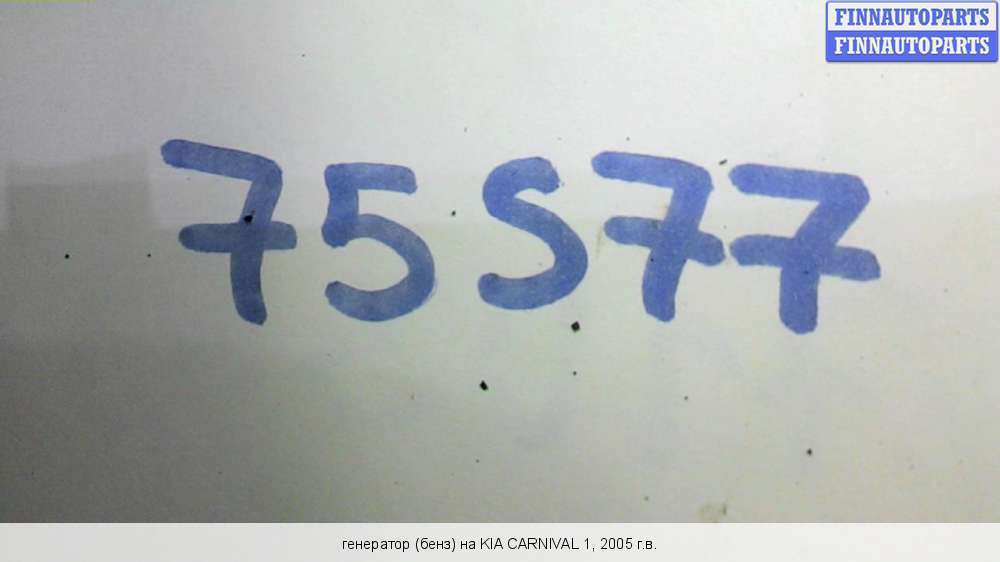 FINNAUTOPARTS
FINNAUTOPARTS
75S77
генератор (бенз) на KIA CARNIVAL 1, 2005 г.в.